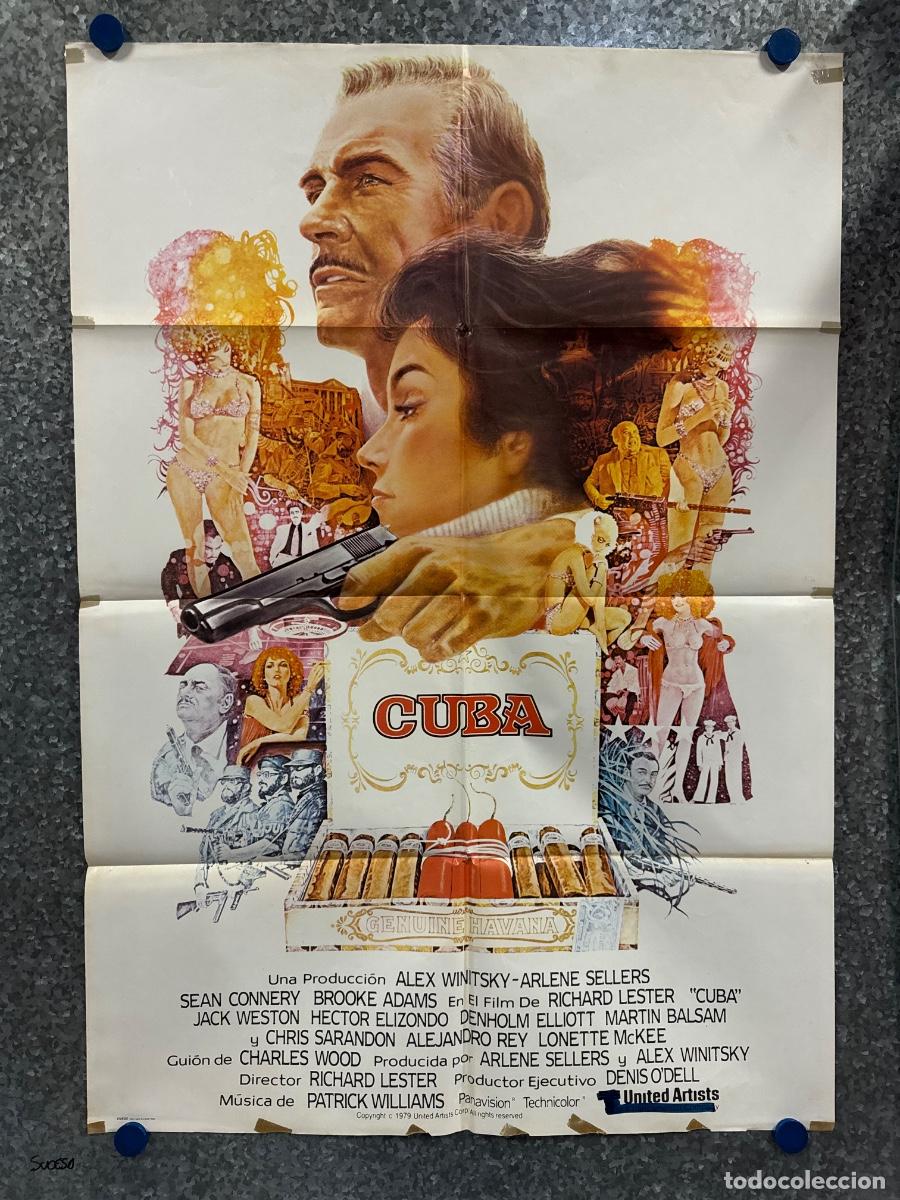 CUBA
GENUINE HAVANA
Una Producción ALEX WINITSKY-ARLENE SELLERS
SEAN CONNERY BROOKE ADAMS En El Film De RICHARD LESTER "CUBA"
JACK WESTON HECTOR ELIZONDO DENHOLM ELLIOTT MARTIN BALSAM
y CHRIS SARANDON ALEJANDRO REY LONETTE McKEE
Guión de CHARLES WOOD Producida por ARLENE SELLERS y ALEX WINITSKY
Director RICHARD LESTER Productor Ejecutivo DENIS O'DELL
Música de PATRICK WILLIAMS Panavision® Technicolor® United Artists
Copyright © 1979 United Artists Corp. All rights reserved
SUCESO
todocoleccion